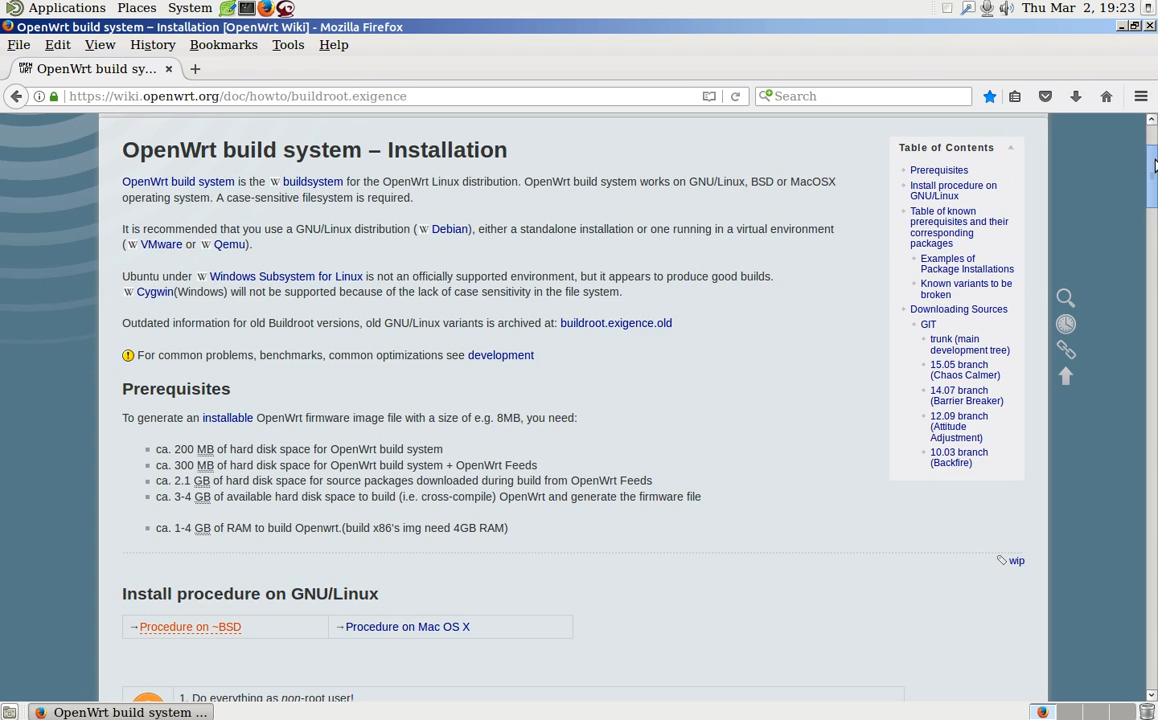 Applications Places System Thu Mar 2, 19:23
OpenWrt build system – Installation [OpenWrt Wiki] - Mozilla Firefox
File Edit View History Bookmarks Tools Help
OPEN WRT OpenWrt build sy... × +
https://wiki.openwrt.org/doc/howto/buildroot.exigence Search
OpenWrt build system – Installation
OpenWrt build system is the W buildsystem for the OpenWrt Linux distribution. OpenWrt build system works on GNU/Linux, BSD or MacOSX
operating system. A case-sensitive filesystem is required.
It is recommended that you use a GNU/Linux distribution ( W Debian), either a standalone installation or one running in a virtual environment
( W VMware or W Qemu).
Ubuntu under W Windows Subsystem for Linux is not an officially supported environment, but it appears to produce good builds.
W Cygwin(Windows) will not be supported because of the lack of case sensitivity in the file system.
Outdated information for old Buildroot versions, old GNU/Linux variants is archived at: buildroot.exigence.old
! For common problems, benchmarks, common optimizations see development
Prerequisites
To generate an installable OpenWrt firmware image file with a size of e.g. 8MB, you need:
ca. 200 MB of hard disk space for OpenWrt build system
ca. 300 MB of hard disk space for OpenWrt build system + OpenWrt Feeds
ca. 2.1 GB of hard disk space for source packages downloaded during build from OpenWrt Feeds
ca. 3-4 GB of available hard disk space to build (i.e. cross-compile) OpenWrt and generate the firmware file
ca. 1-4 GB of RAM to build Openwrt.(build x86's img need 4GB RAM)
wip
Install procedure on GNU/Linux
→Procedure on ~BSD →Procedure on Mac OS X
1. Do everything as non-root user!
Table of Contents
Prerequisites
Install procedure on
GNU/Linux
Table of known
prerequisites and their
corresponding
packages
Examples of
Package Installations
Known variants to be
broken
Downloading Sources
GIT
trunk (main
development tree)
15.05 branch
(Chaos Calmer)
14.07 branch
(Barrier Breaker)
12.09 branch
(Attitude
Adjustment)
10.03 branch
(Backfire)
OpenWrt build system ...